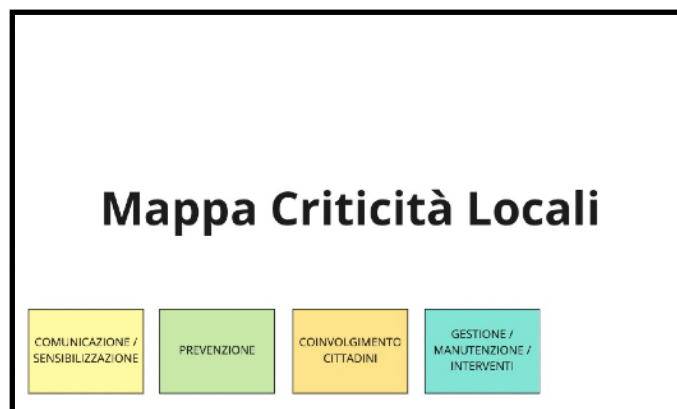 Mappa Criticità Locali
COMUNICAZIONE /
SENSIBILIZZAZIONE
PREVENZIONE
COINVOLGIMENTO
CITTADINI
GESTIONE /
MANUTENZIONE /
INTERVENTI